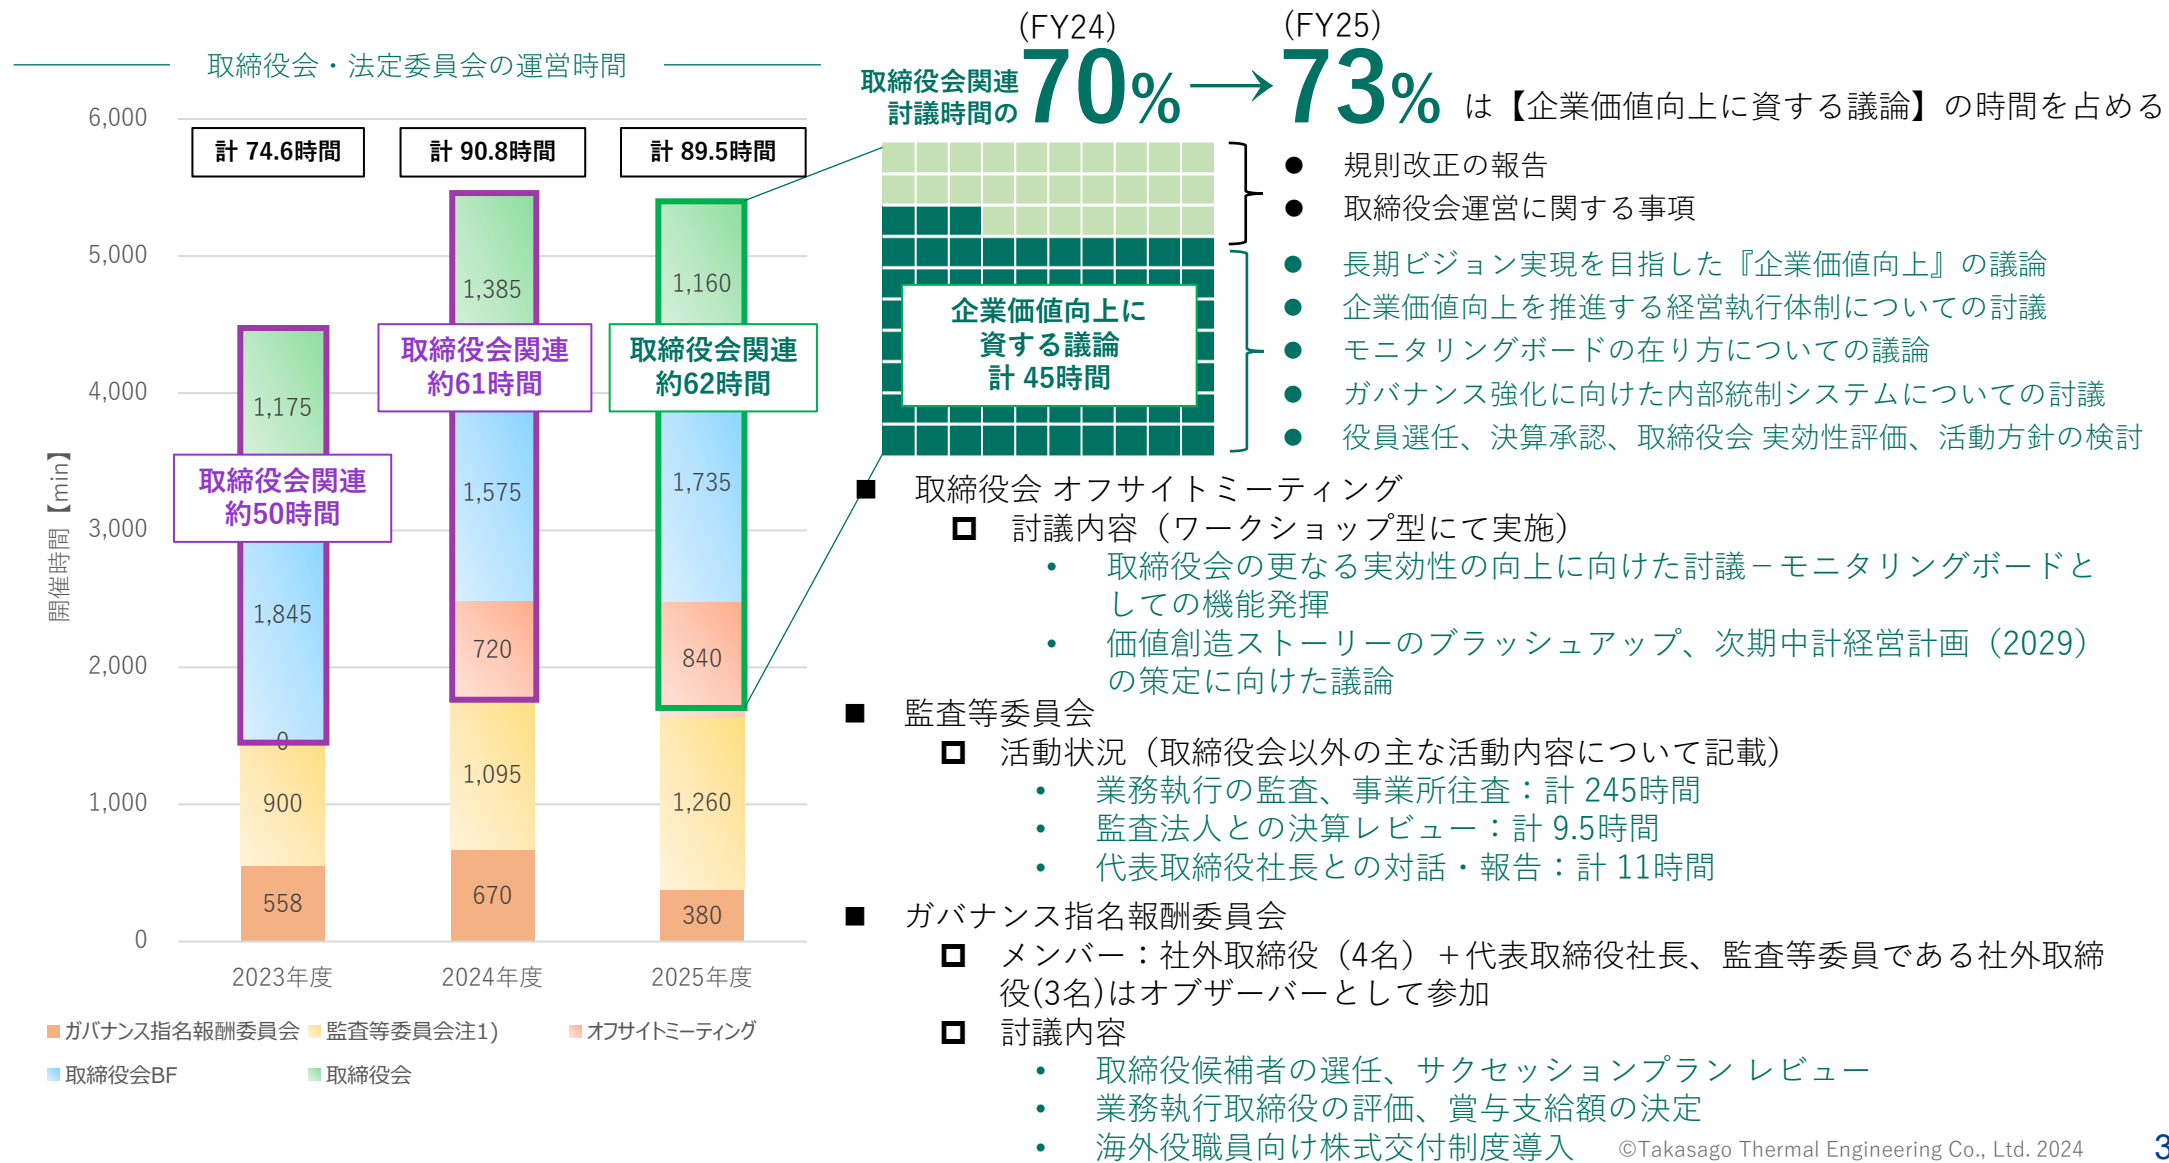 取締役会・法定委員会の運営時間
6,000
5,000
4,000
3,000
2,000
1,000
0
開催時間【min】
計 74.6時間
計 90.8時間
計 89.5時間
1,175
取締役会関連
約50時間
1,845
0
900
558
1,385
取締役会関連
約61時間
1,575
720
1,095
670
1,160
取締役会関連
約62時間
1,735
840
1,260
380
2023年度
2024年度
2025年度
ガバナンス指名報酬委員会
監査等委員会注1)
オフサイトミーティング
取締役会BF
取締役会
(FY24)
(FY25)
取締役会関連
討議時間の
70%
73%
は【企業価値向上に資する議論】の時間を占める
● 規則改正の報告
● 取締役会運営に関する事項
● 長期ビジョン実現を目指した『企業価値向上』の議論
● 企業価値向上を推進する経営執行体制についての討議
● モニタリングボードの在り方についての議論
● ガバナンス強化に向けた内部統制システムについての討議
● 役員選任、決算承認、取締役会 実効性評価、活動方針の検討
企業価値向上に
資する議論
計 45時間
■ 取締役会 オフサイトミーティング
討議内容（ワークショップ型にて実施）
• 取締役会の更なる実効性の向上に向けた討議－モニタリングボードと
しての機能発揮
• 価値創造ストーリーのブラッシュアップ、次期中計経営計画（2029）
の策定に向けた議論
■ 監査等委員会
活動状況（取締役会以外の主な活動内容について記載）
• 業務執行の監査、事業所往査：計 245時間
• 監査法人との決算レビュー：計 9.5時間
• 代表取締役社長との対話・報告：計 11時間
■ ガバナンス指名報酬委員会
メンバー：社外取締役（4名）＋代表取締役社長、監査等委員である社外取締
役(3名)はオブザーバーとして参加
討議内容
• 取締役候補者の選任、サクセッションプラン レビュー
• 業務執行取締役の評価、賞与支給額の決定
• 海外役職員向け株式交付制度導入
©Takasago Thermal Engineering Co., Ltd. 2024
3